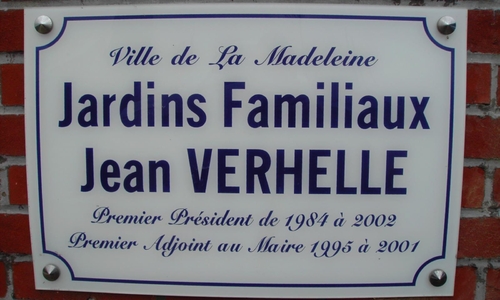 Ville de La Madeleine
Jardins Familiaux
Jean VERHELLE
Premier Président de 1984 à 2002
Premier Adjoint au Maire 1995 à 2001